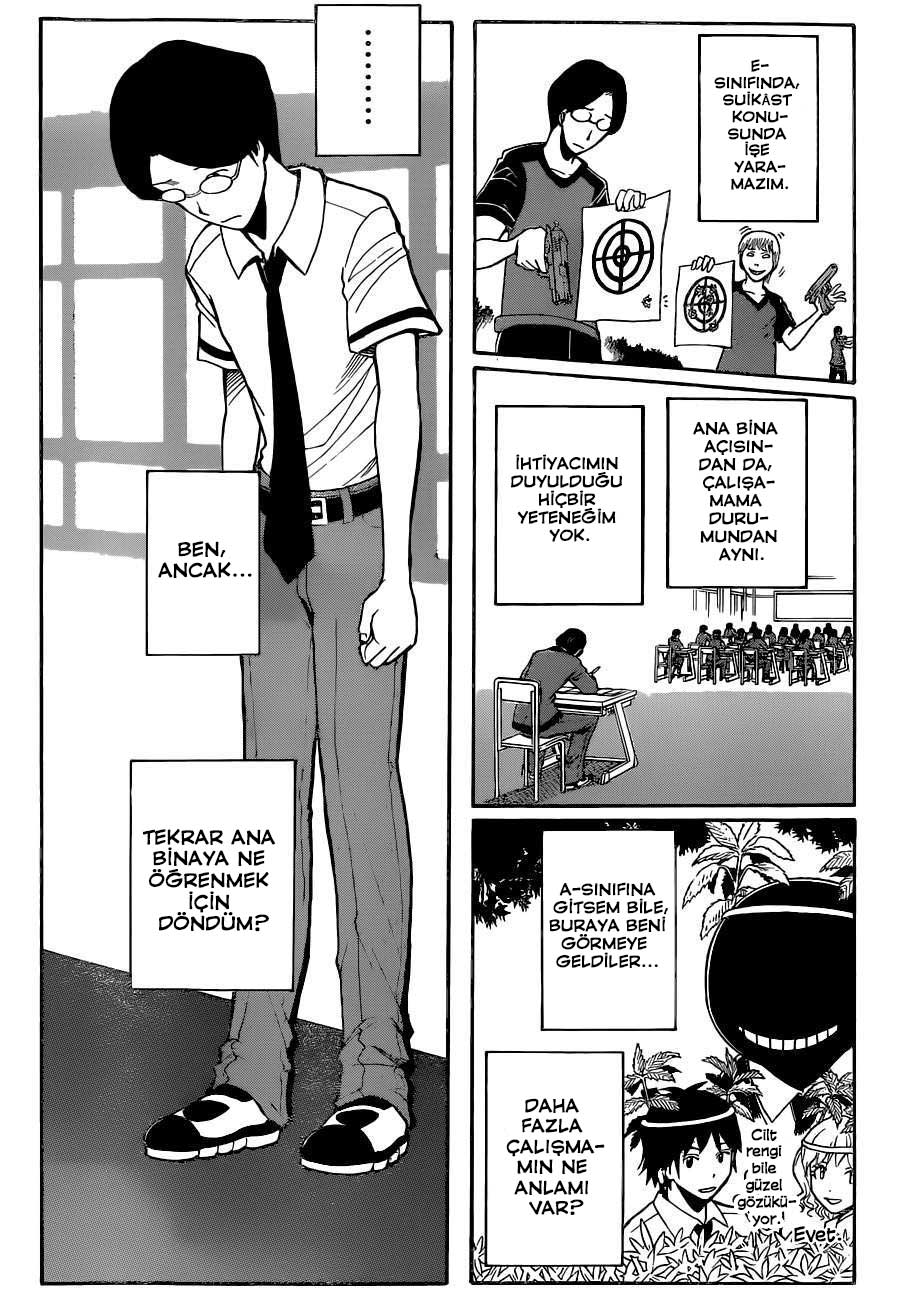 E-
SINIFINDA,
SUİKÂST
KONU-
SUNDA
İŞE
YARA-
MAZIM.
ANA BİNA
AÇISIN-
DAN DA,
ÇALIŞA-
MAMA
DURU-
MUNDAN
AYNI.
İHTİYACIMIN
DUYULDUĞU
HİÇBİR
YETENEĞİM
YOK.
A-SINIFINA
GİTSEM BİLE,
BURAYA BENİ
GÖRMEYE
GELDİLER...
Cilt
rengi
bile
güzel
gözükü-
yor.
Evet.
DAHA
FAZLA
ÇALIŞMA-
MIN NE
ANLAMI
VAR?
.........
BEN,
ANCAK...
TEKRAR ANA
BİNAYA NE
ÖĞRENMEK
İÇİN
DÖNDÜM?